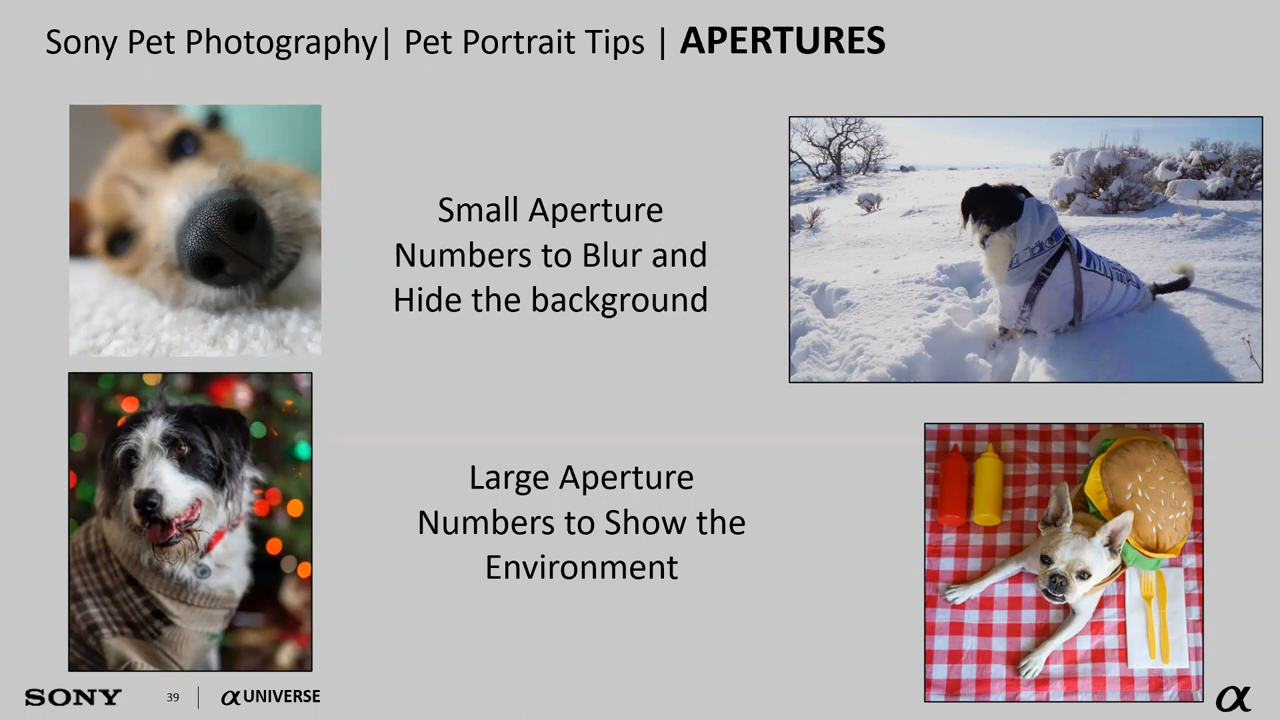 Sony Pet Photography| Pet Portrait Tips | APERTURES
Small Aperture
Numbers to Blur and
Hide the background
Large Aperture
Numbers to Show the
Environment
SONY 39 | α UNIVERSE
α